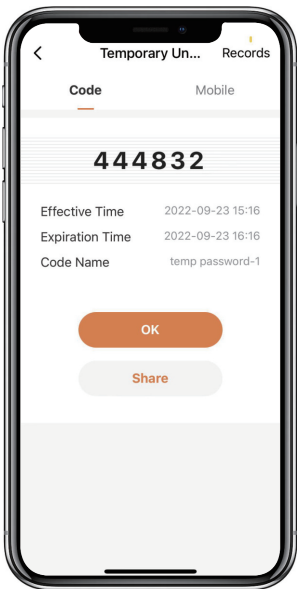 Temporary Un... Records
Code Mobile
444832
Effective Time 2022-09-23 15:16
Expiration Time 2022-09-23 16:16
Code Name temp password-1
OK
Share